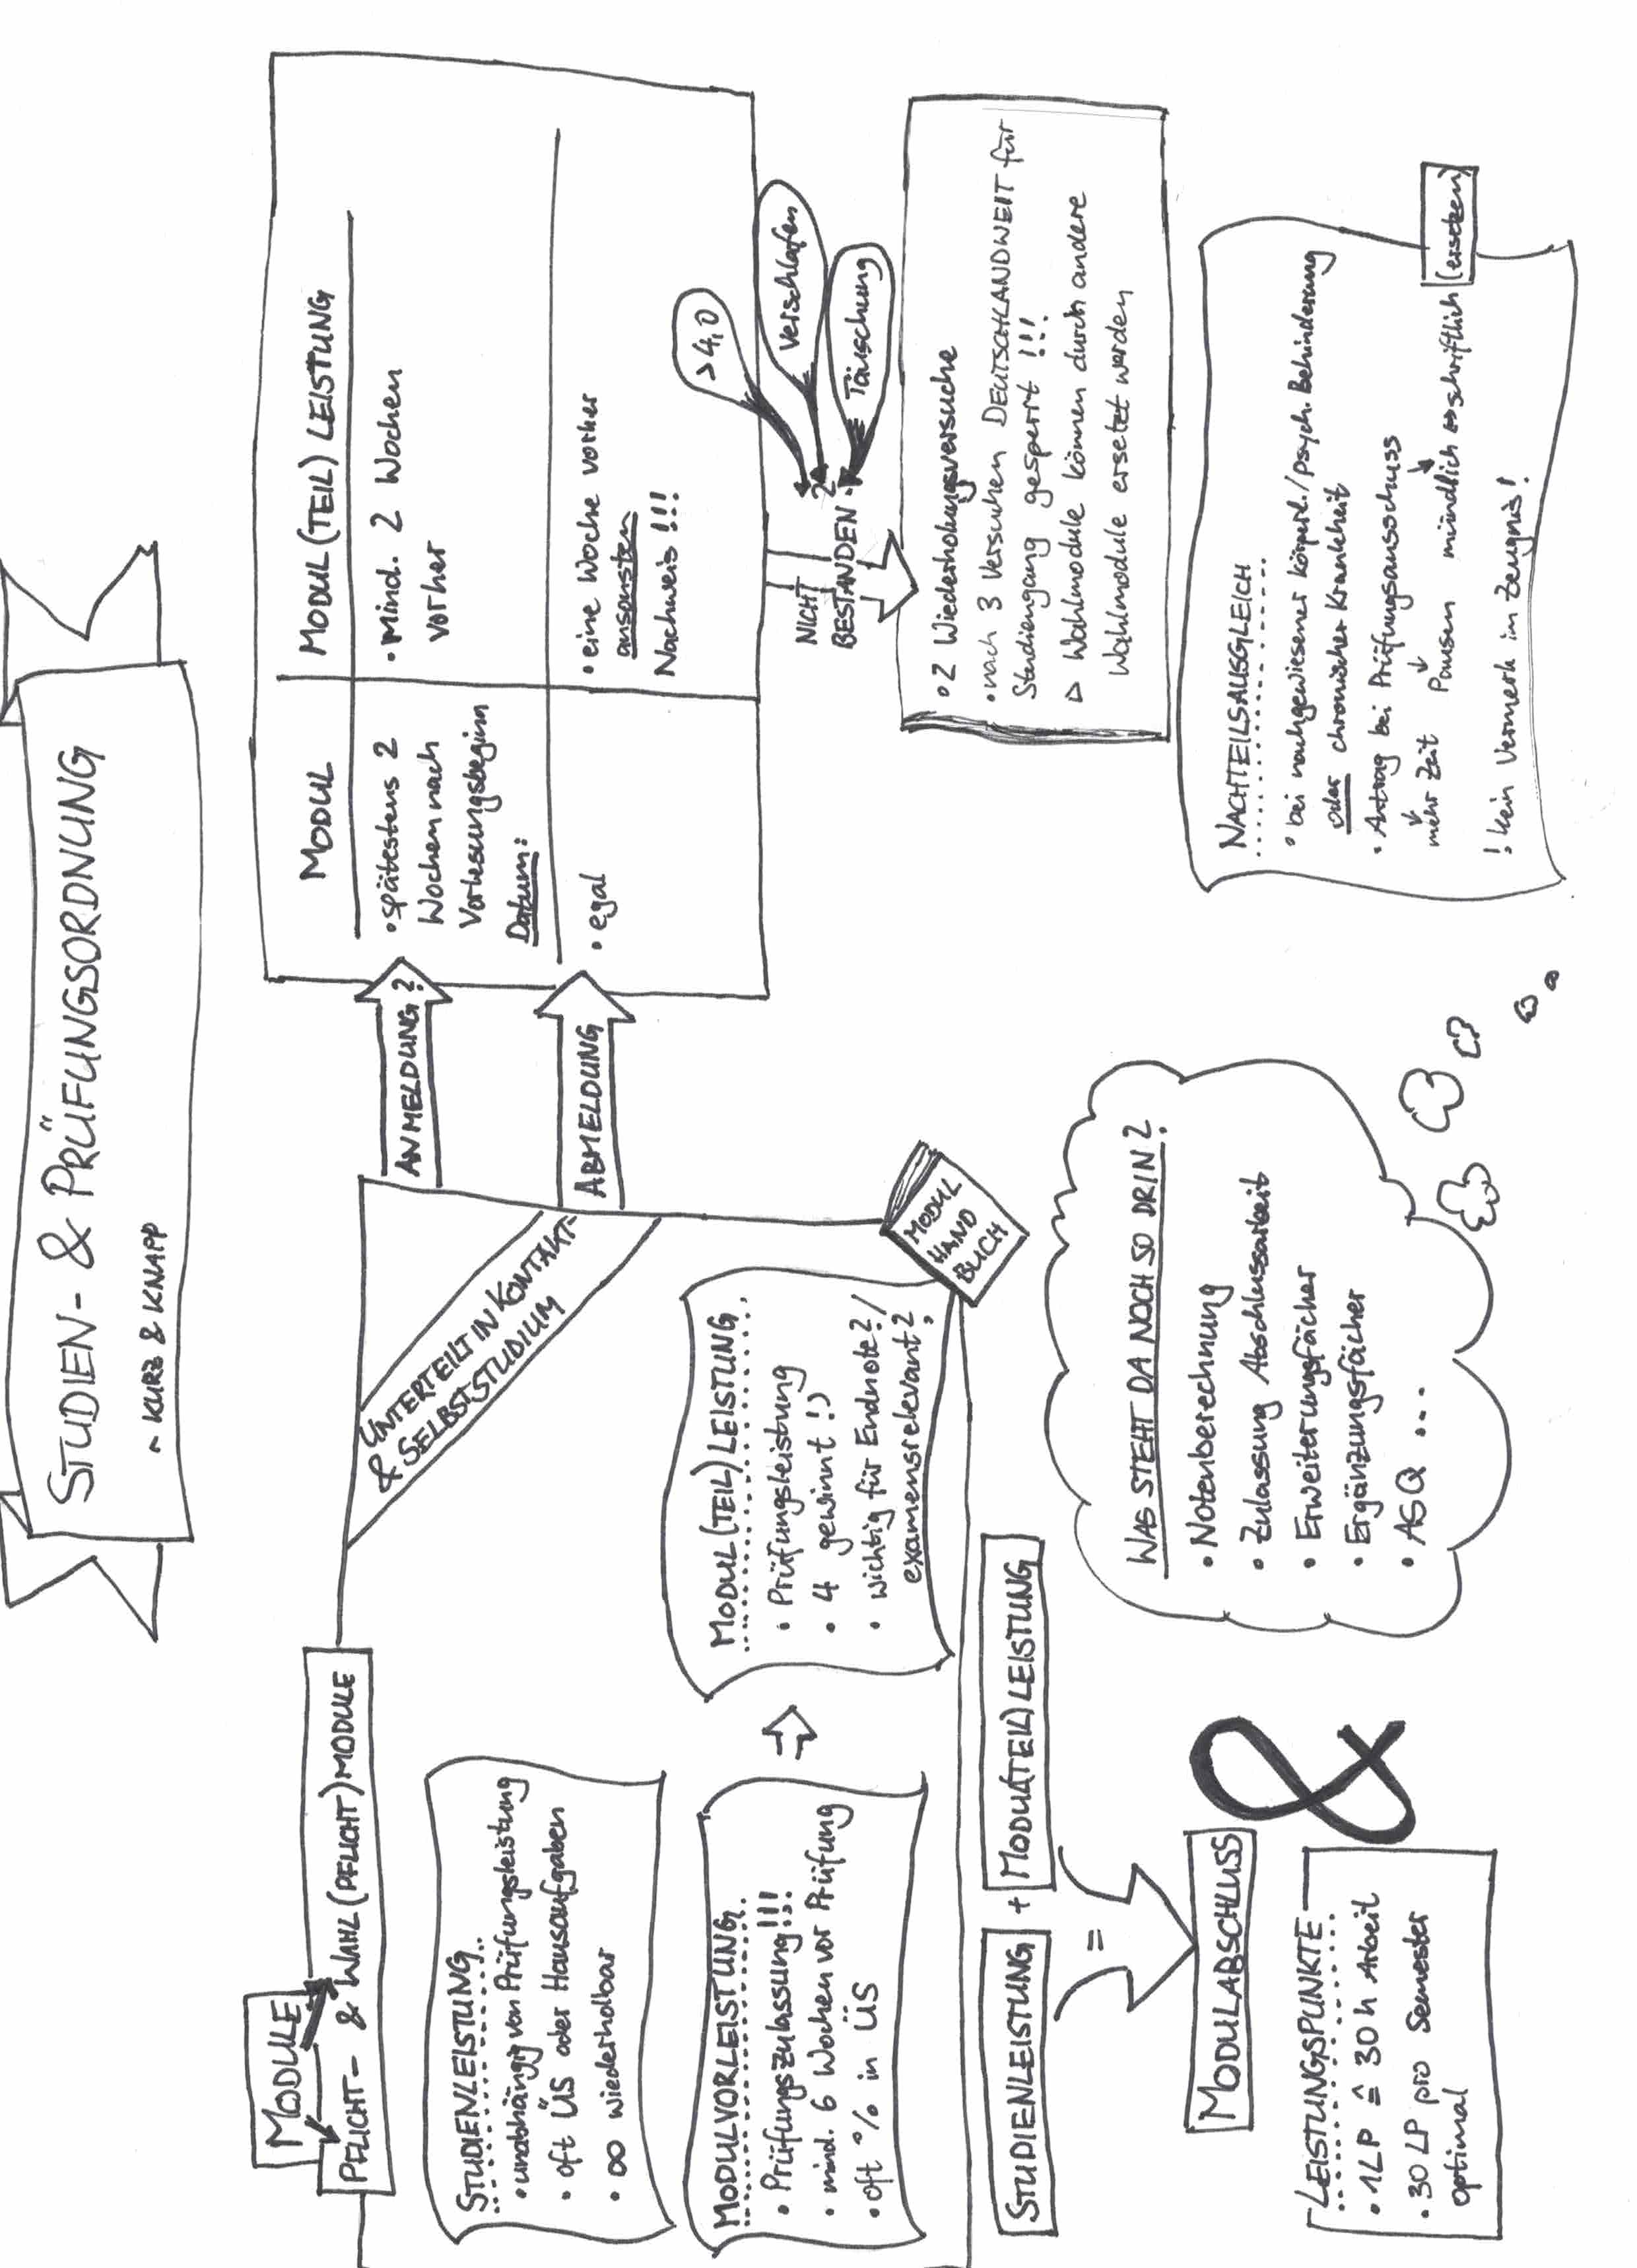 STUDIEN- & PRÜFUNGSORDNUNG
~ KURZ & KNAPP
MODULE
PFLICHT- & WAHL(PFLICHT)MODULE
UNTERTEILT IN KONTAKT-
& SELBSTSTUDIUM
STUDIENLEISTUNG
• unabhängig von Prüfungsleistung
• oft ÜS oder Hausaufgaben
• ∞ wiederholbar
MODULVORLEISTUNG
• Prüfungszulassung!!!
• mind. 6 Wochen vor Prüfung
• oft % in ÜS
MODUL(TEIL)LEISTUNG
• Prüfungsleistung
• 4 gewinnt !)
• wichtig für Endnote?/
examensrelevant?
MODUL
HAND
BUCH
STUDIENLEISTUNG + MODUL(TEIL)LEISTUNG
=
MODULABSCHLUSS
&
LEISTUNGSPUNKTE
• 1LP ≙ 30 h Arbeit
• 30 LP pro Semester
optimal
ANMELDUNG?
ABMELDUNG
MODUL
MODUL(TEIL) LEISTUNG
• spätestens 2
Wochen nach
Vorlesungsbeginn
Datum:
• Mind. 2 Wochen
vorher
• egal
• eine Woche vorher
ansonsten
Nachweis!!!
NICHT
BESTANDEN?
>4,0
Verschlafen
Täuschung
• 2 Wiederholungsversuche
• nach 3 Versuchen DEUTSCHLANDWEIT für
Studiengang gesperrt !!!
▷ Wahlmodule können durch andere
Wahlmodule ersetzt werden
NACHTEILSAUSGLEICH
• bei nachgewiesener körperl./psych. Behinderung
oder chronischer Krankheit
• Antrag bei Prüfungsausschuss
mehr Zeit Pausen mündlich ⇔ schriftlich (ersetzen)
! kein Vermerk im Zeugnis!
WAS STEHT DA NOCH SO DRIN?
• Notenberechnung
• Zulassung Abschlussarbeit
• Erweiterungsfächer
• Ergänzungsfächer
• ASQ ...